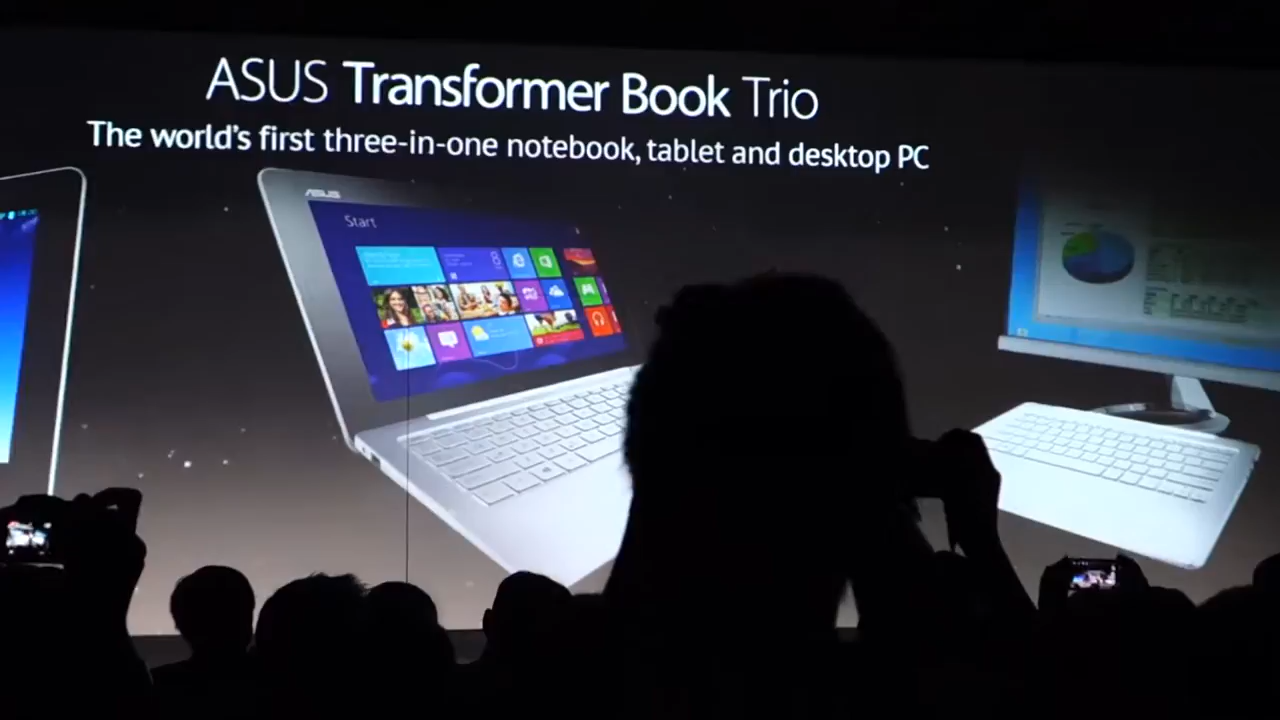 ASUS Transformer Book Trio
The world's first three-in-one notebook, tablet and desktop PC
ASUS
Start